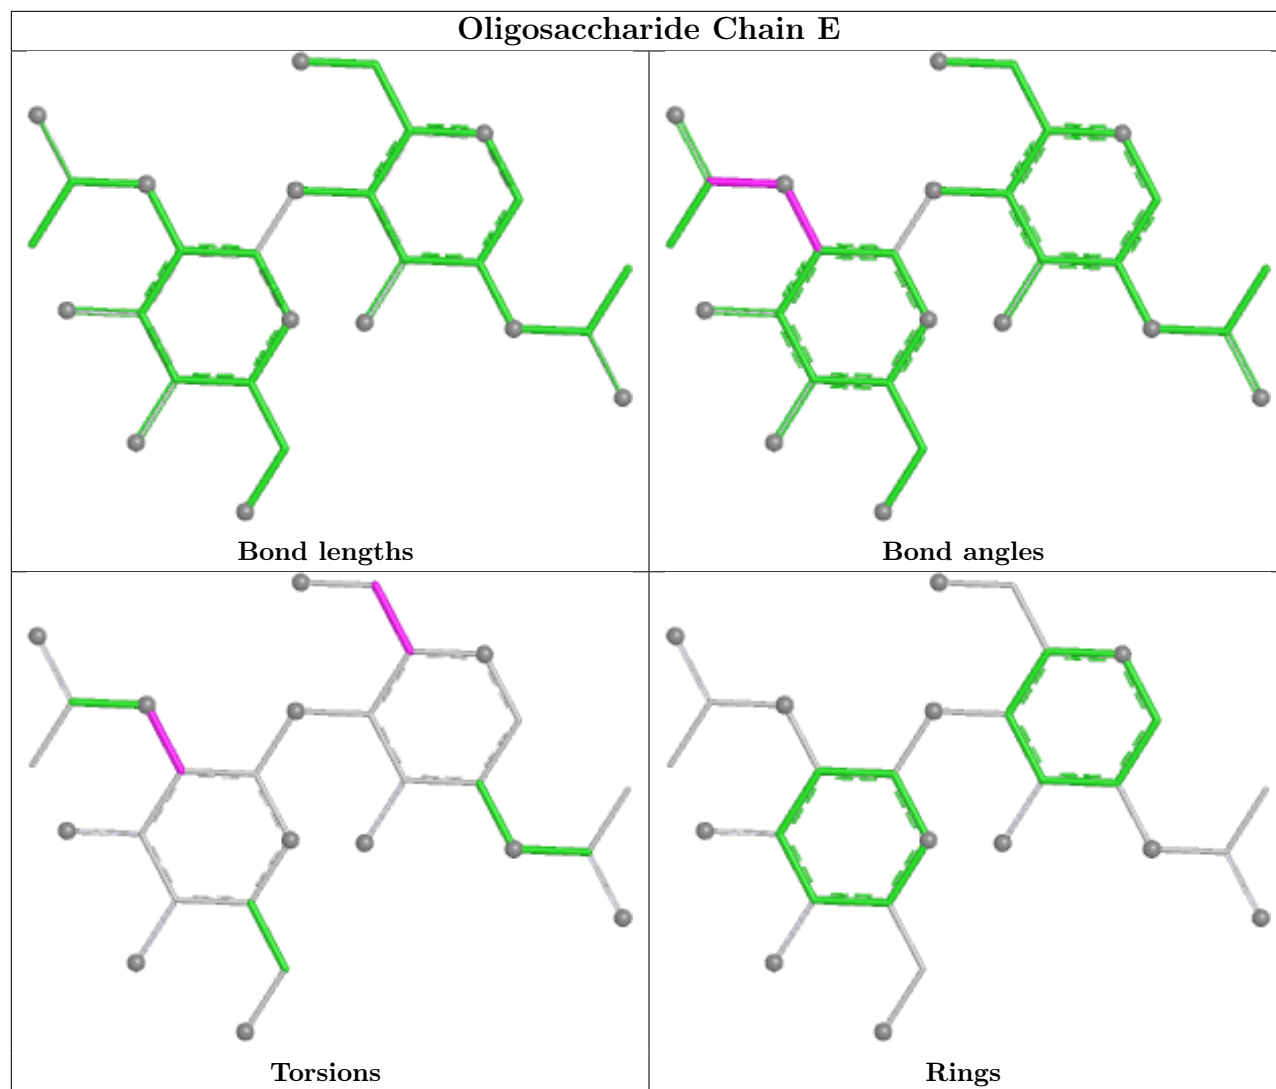 Oligosaccharide Chain E
Bond lengths
Bond angles
Torsions
Rings